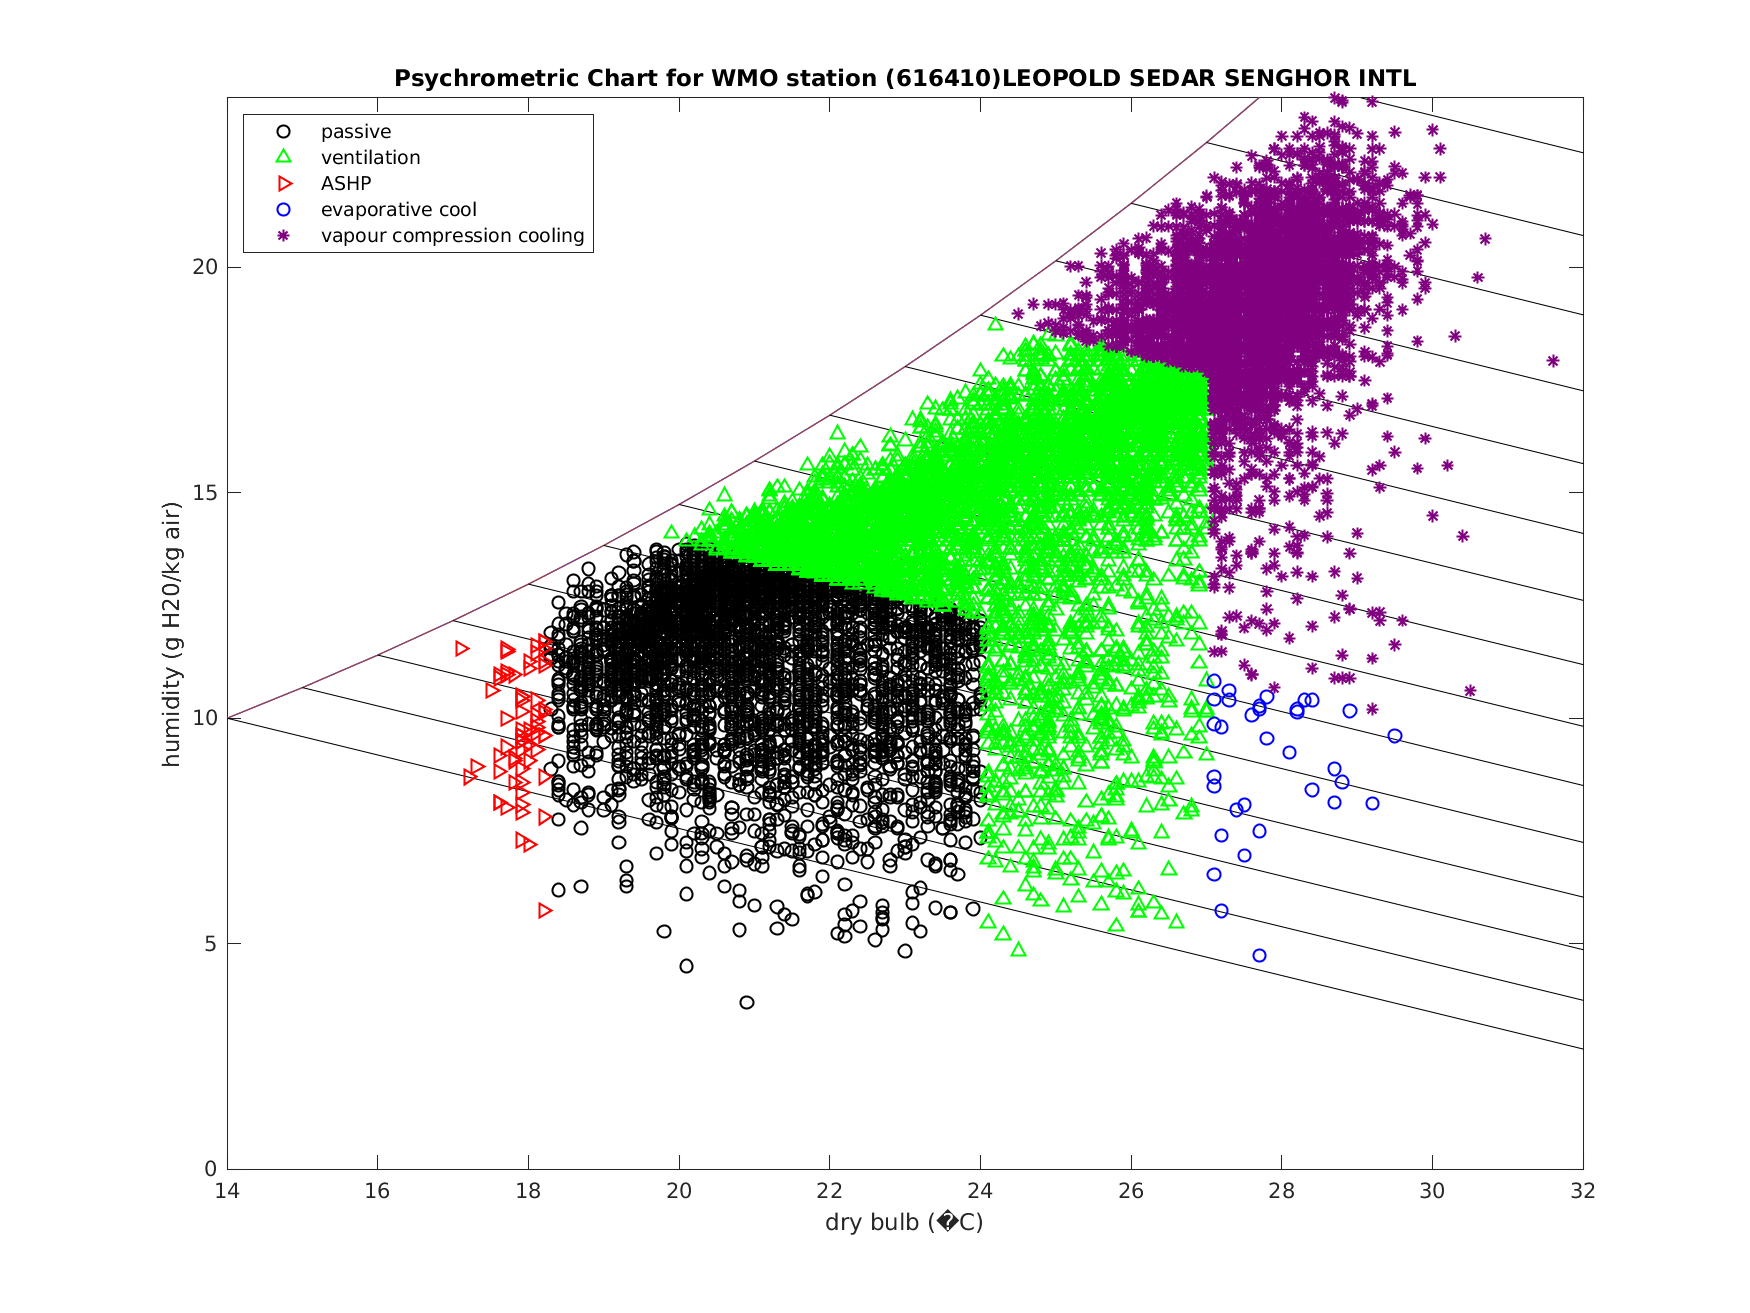 Psychrometric Chart for WMO station (616410)LEOPOLD SEDAR SENGHOR INTL
passive
ventilation
ASHP
evaporative cool
vapour compression cooling
humidity (g H20/kg air)
20
15
10
5
0
14 16 18 20 22 24 26 28 30 32
dry bulb (�C)